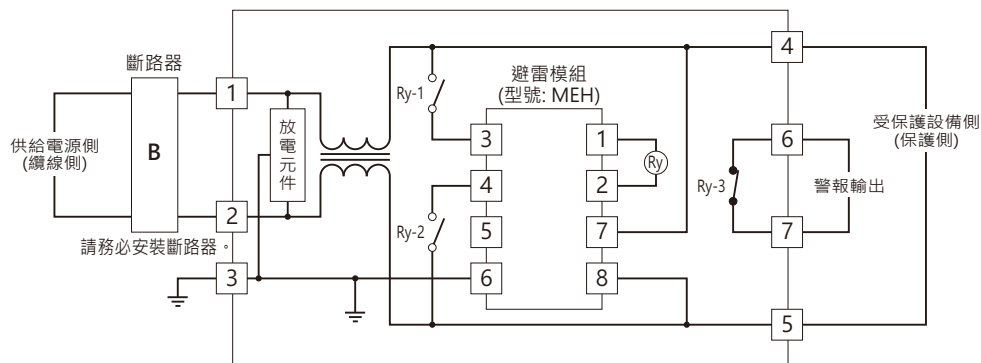 斷路器
供給電源側
(纜線側)
B
請務必安裝斷路器。
1
2
3
放電元件
Ry-1
Ry-2
避雷模組
(型號: MEH)
3
4
5
6
1
2
7
8
Ry
Ry-3
4
6
7
5
警報輸出
受保護設備側
(保護側)